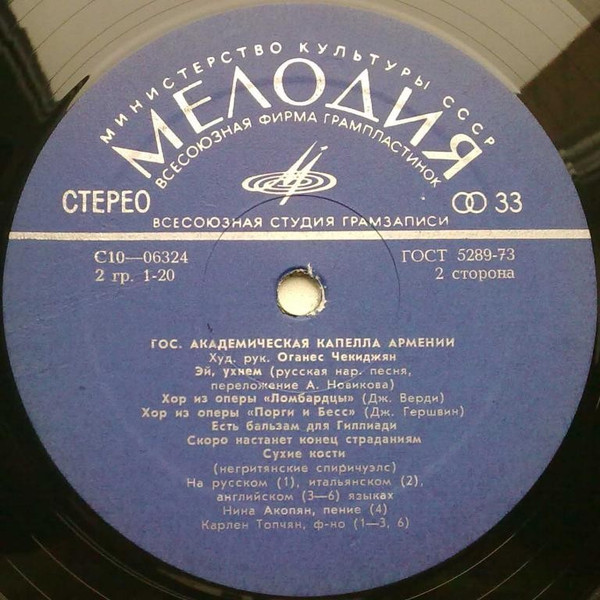 МИНИСТЕРСТВО КУЛЬТУРЫ СССР
МЕЛОДИЯ
ВСЕСОЮЗНАЯ ФИРМА ГРАМПЛАСТИНОК
СТЕРЕО
33
ВСЕСОЮЗНАЯ СТУДИЯ ГРАМЗАПИСИ
С10—06324
ГОСТ 5289-73
2 гр. 1-20
2 сторона
ГОС. АКАДЕМИЧЕСКАЯ КАПЕЛЛА АРМЕНИИ
Худ. рук. Оганес Чекиджян
Эй, ухнем (русская нар. песня,
переложение А. Новикова)
Хор из оперы «Ломбардцы» (Дж. Верди)
Хор из оперы «Порги и Бесс» (Дж. Гершвин)
Есть бальзам для Гиллиади
Скоро настанет конец страданиям
Сухие кости
(негритянские спиричуэлс)
На русском (1), итальянском (2),
английском (3—6) языках
Нина Акопян, пение (4)
Карлен Топчян, ф-но (1—3, 6)